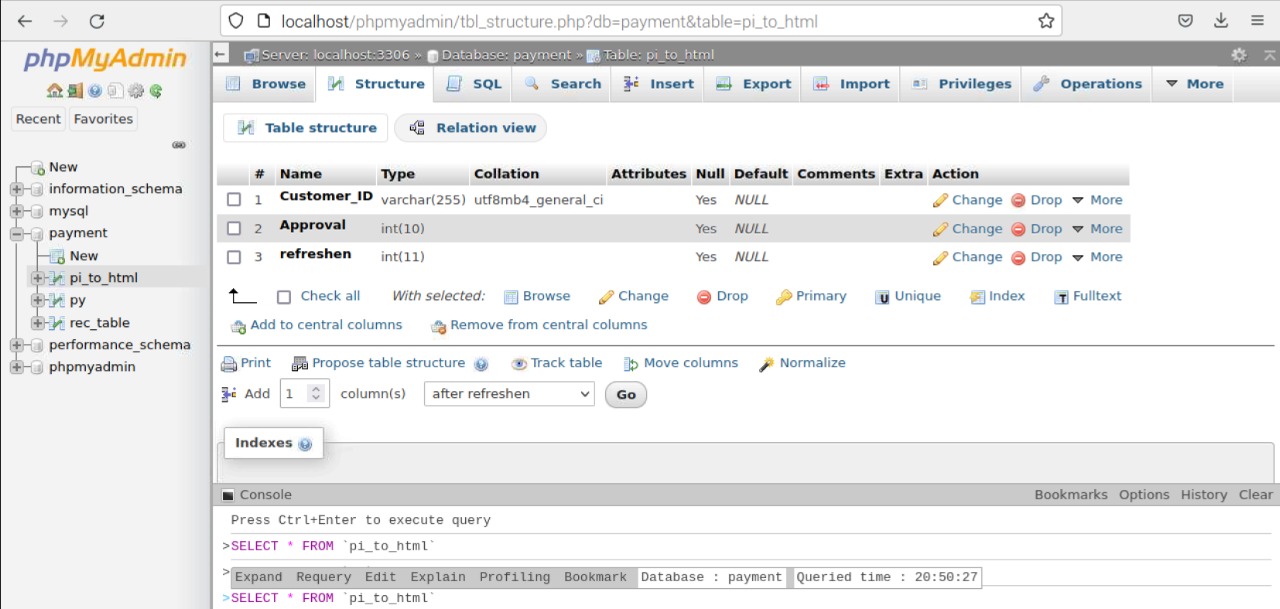 localhost/phpmyadmin/tbl_structure.php?db=payment&table=pi_to_html
phpMyAdmin
Recent Favorites
New
information_schema
mysql
payment
New
pi_to_html
py
rec_table
performance_schema
phpmyadmin
Server: localhost:3306 » Database: payment » Table: pi_to_html
Browse Structure SQL Search Insert Export Import Privileges Operations More
Table structure Relation view
# Name Type Collation Attributes Null Default Comments Extra Action
1 Customer_ID varchar(255) utf8mb4_general_ci Yes NULL Change Drop More
2 Approval int(10) Yes NULL Change Drop More
3 refreshen int(11) Yes NULL Change Drop More
Check all With selected: Browse Change Drop Primary Unique Index Fulltext
Add to central columns Remove from central columns
Print Propose table structure Track table Move columns Normalize
Add 1 column(s) after refreshen Go
Indexes
Console Bookmarks Options History Clear
Press Ctrl+Enter to execute query
>SELECT * FROM `pi_to_html`
>
Expand Requery Edit Explain Profiling Bookmark Database : payment Queried time : 20:50:27
>SELECT * FROM `pi_to_html`